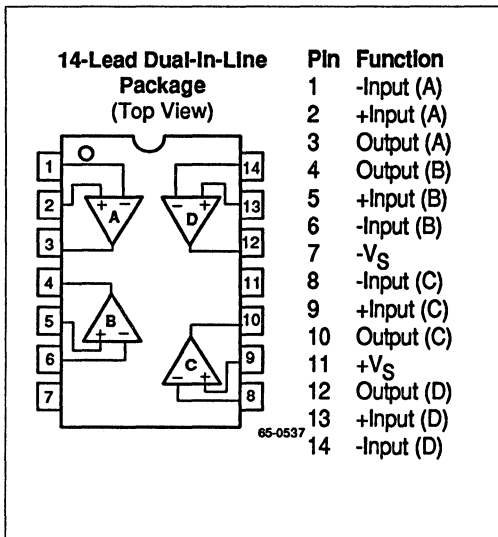 14-Lead Dual-In-Line
Package
(Top View)
1
2
3
4
5
6
7
14
13
12
11
10
9
8
+ −
A
− +
D
B
+ −
C
− +
65-0537
Pin Function
1 -Input (A)
2 +Input (A)
3 Output (A)
4 Output (B)
5 +Input (B)
6 -Input (B)
7 -VS
8 -Input (C)
9 +Input (C)
10 Output (C)
11 +VS
12 Output (D)
13 +Input (D)
14 -Input (D)